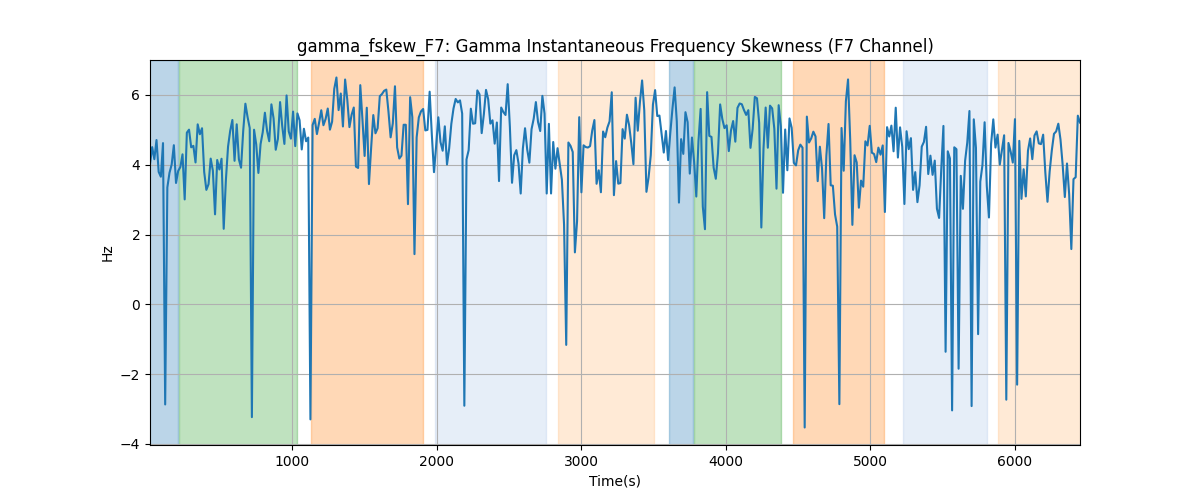 gamma_fskew_F7: Gamma Instantaneous Frequency Skewness (F7 Channel)
6
4
2
0
−2
−4
Hz
1000 2000 3000 4000 5000 6000
Time(s)